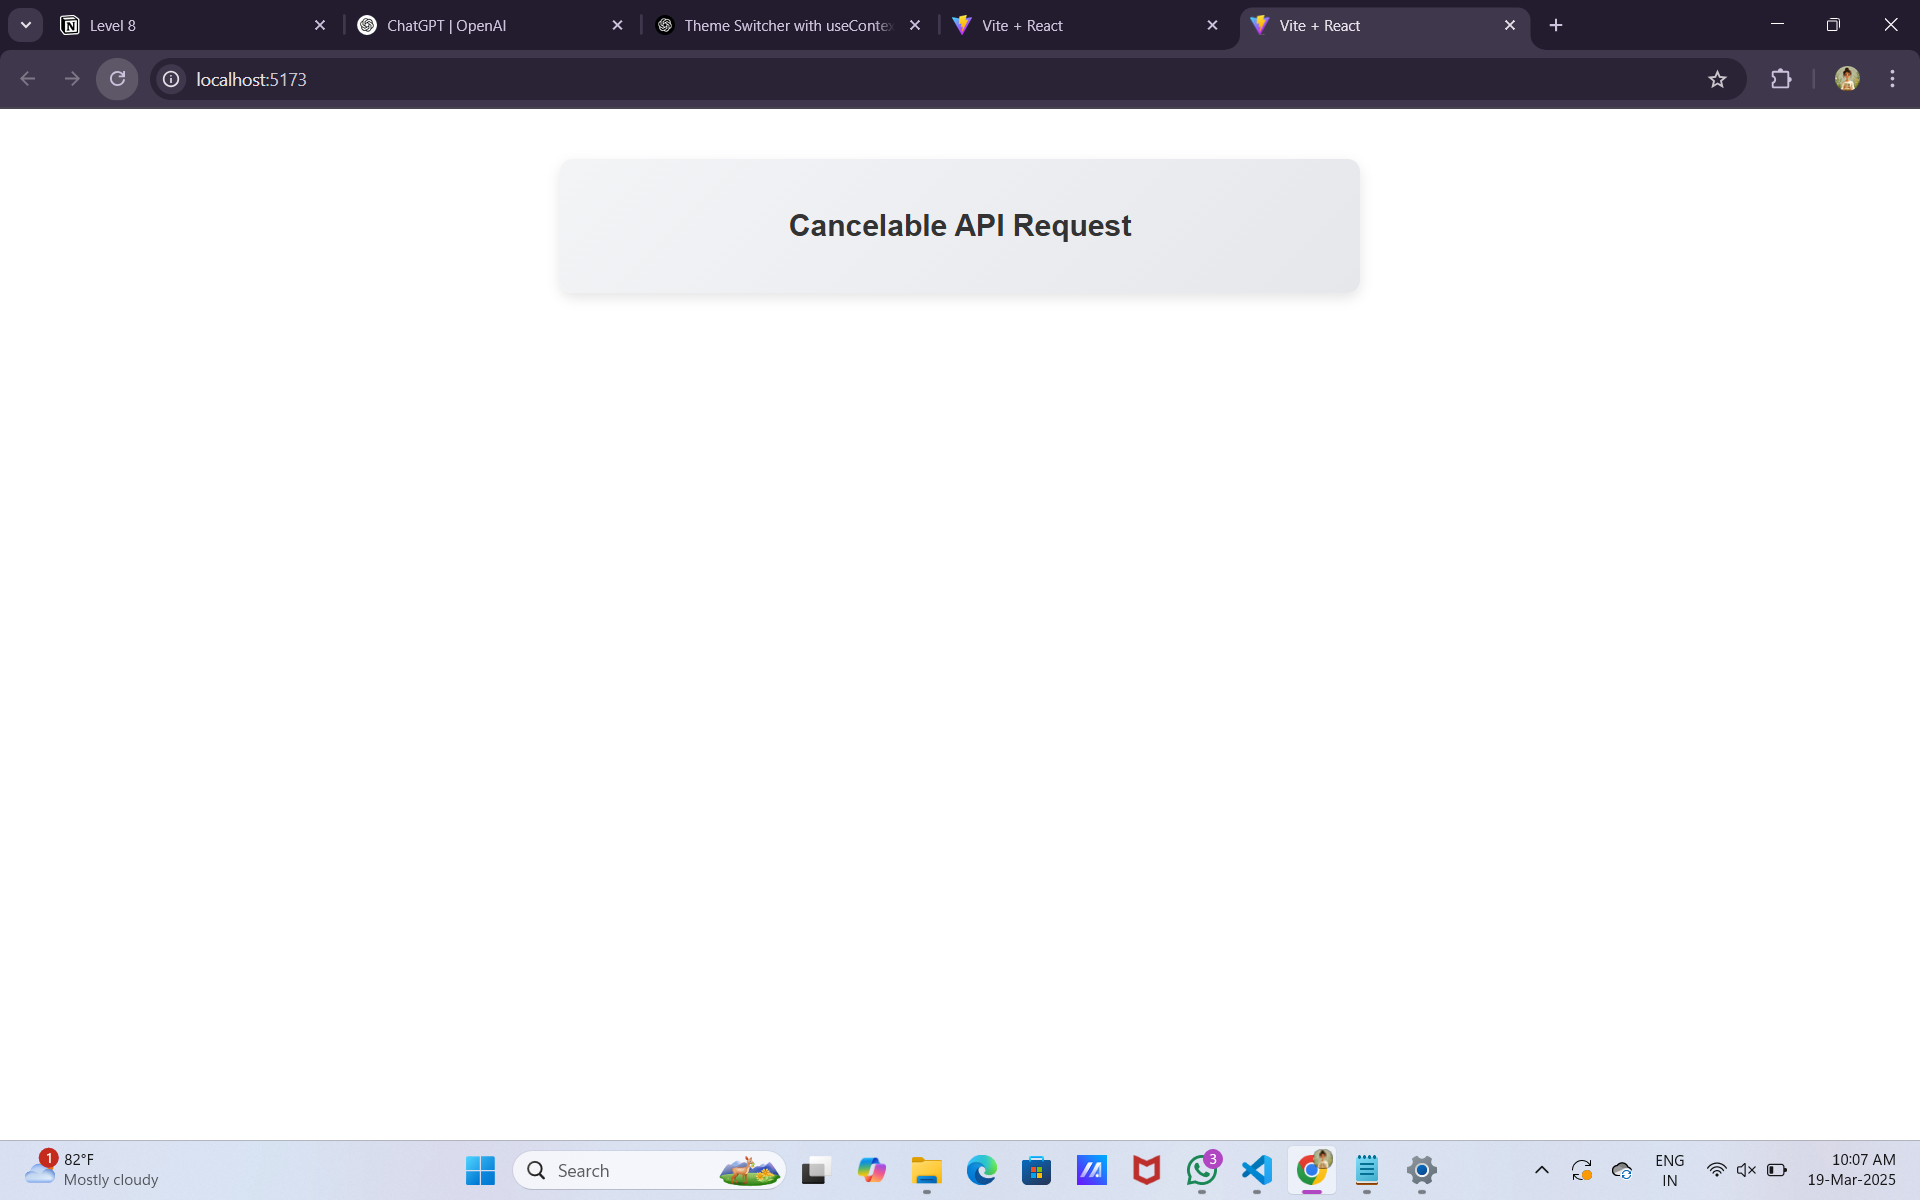 Level 8
ChatGPT | OpenAI
Theme Switcher with useContex
Vite + React
Vite + React
localhost:5173
Cancelable API Request
1
82°F
Mostly cloudy
Search
3
ENG
IN
10:07 AM
19-Mar-2025